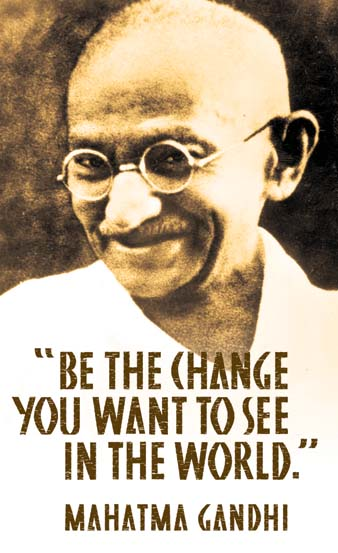 “BE THE CHANGE
YOU WANT TO SEE
IN THE WORLD.”
MAHATMA GANDHI